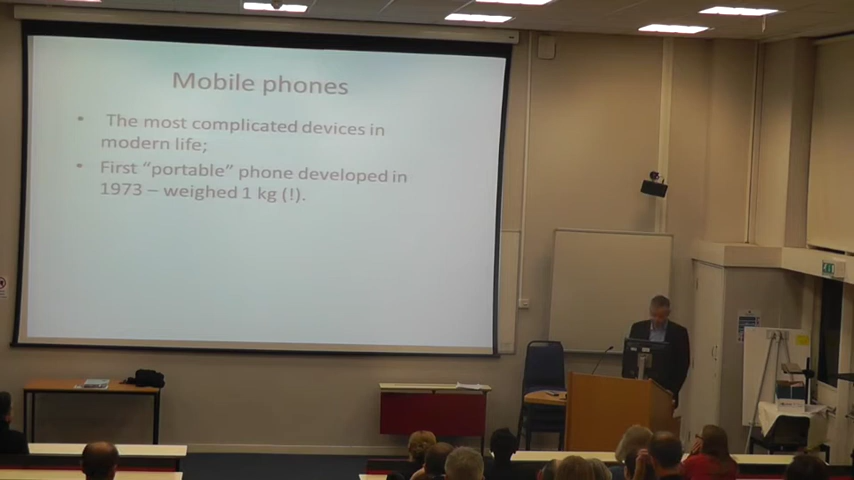 Mobile phones
• The most complicated devices in
modern life;
• First “portable” phone developed in
1973 – weighed 1 kg (!).